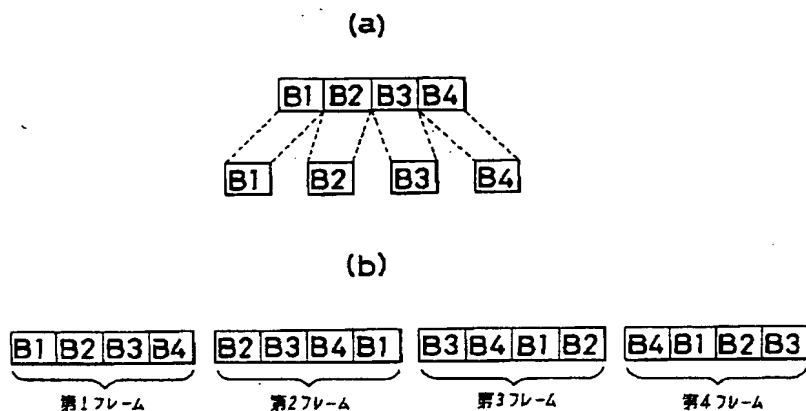 (a)
B1 B2 B3 B4
B1 B2 B3 B4
(b)
B1 B2 B3 B4 B2 B3 B4 B1 B3 B4 B1 B2 B4 B1 B2 B3
第1フレーム 第2フレーム 第3フレーム 第4フレーム